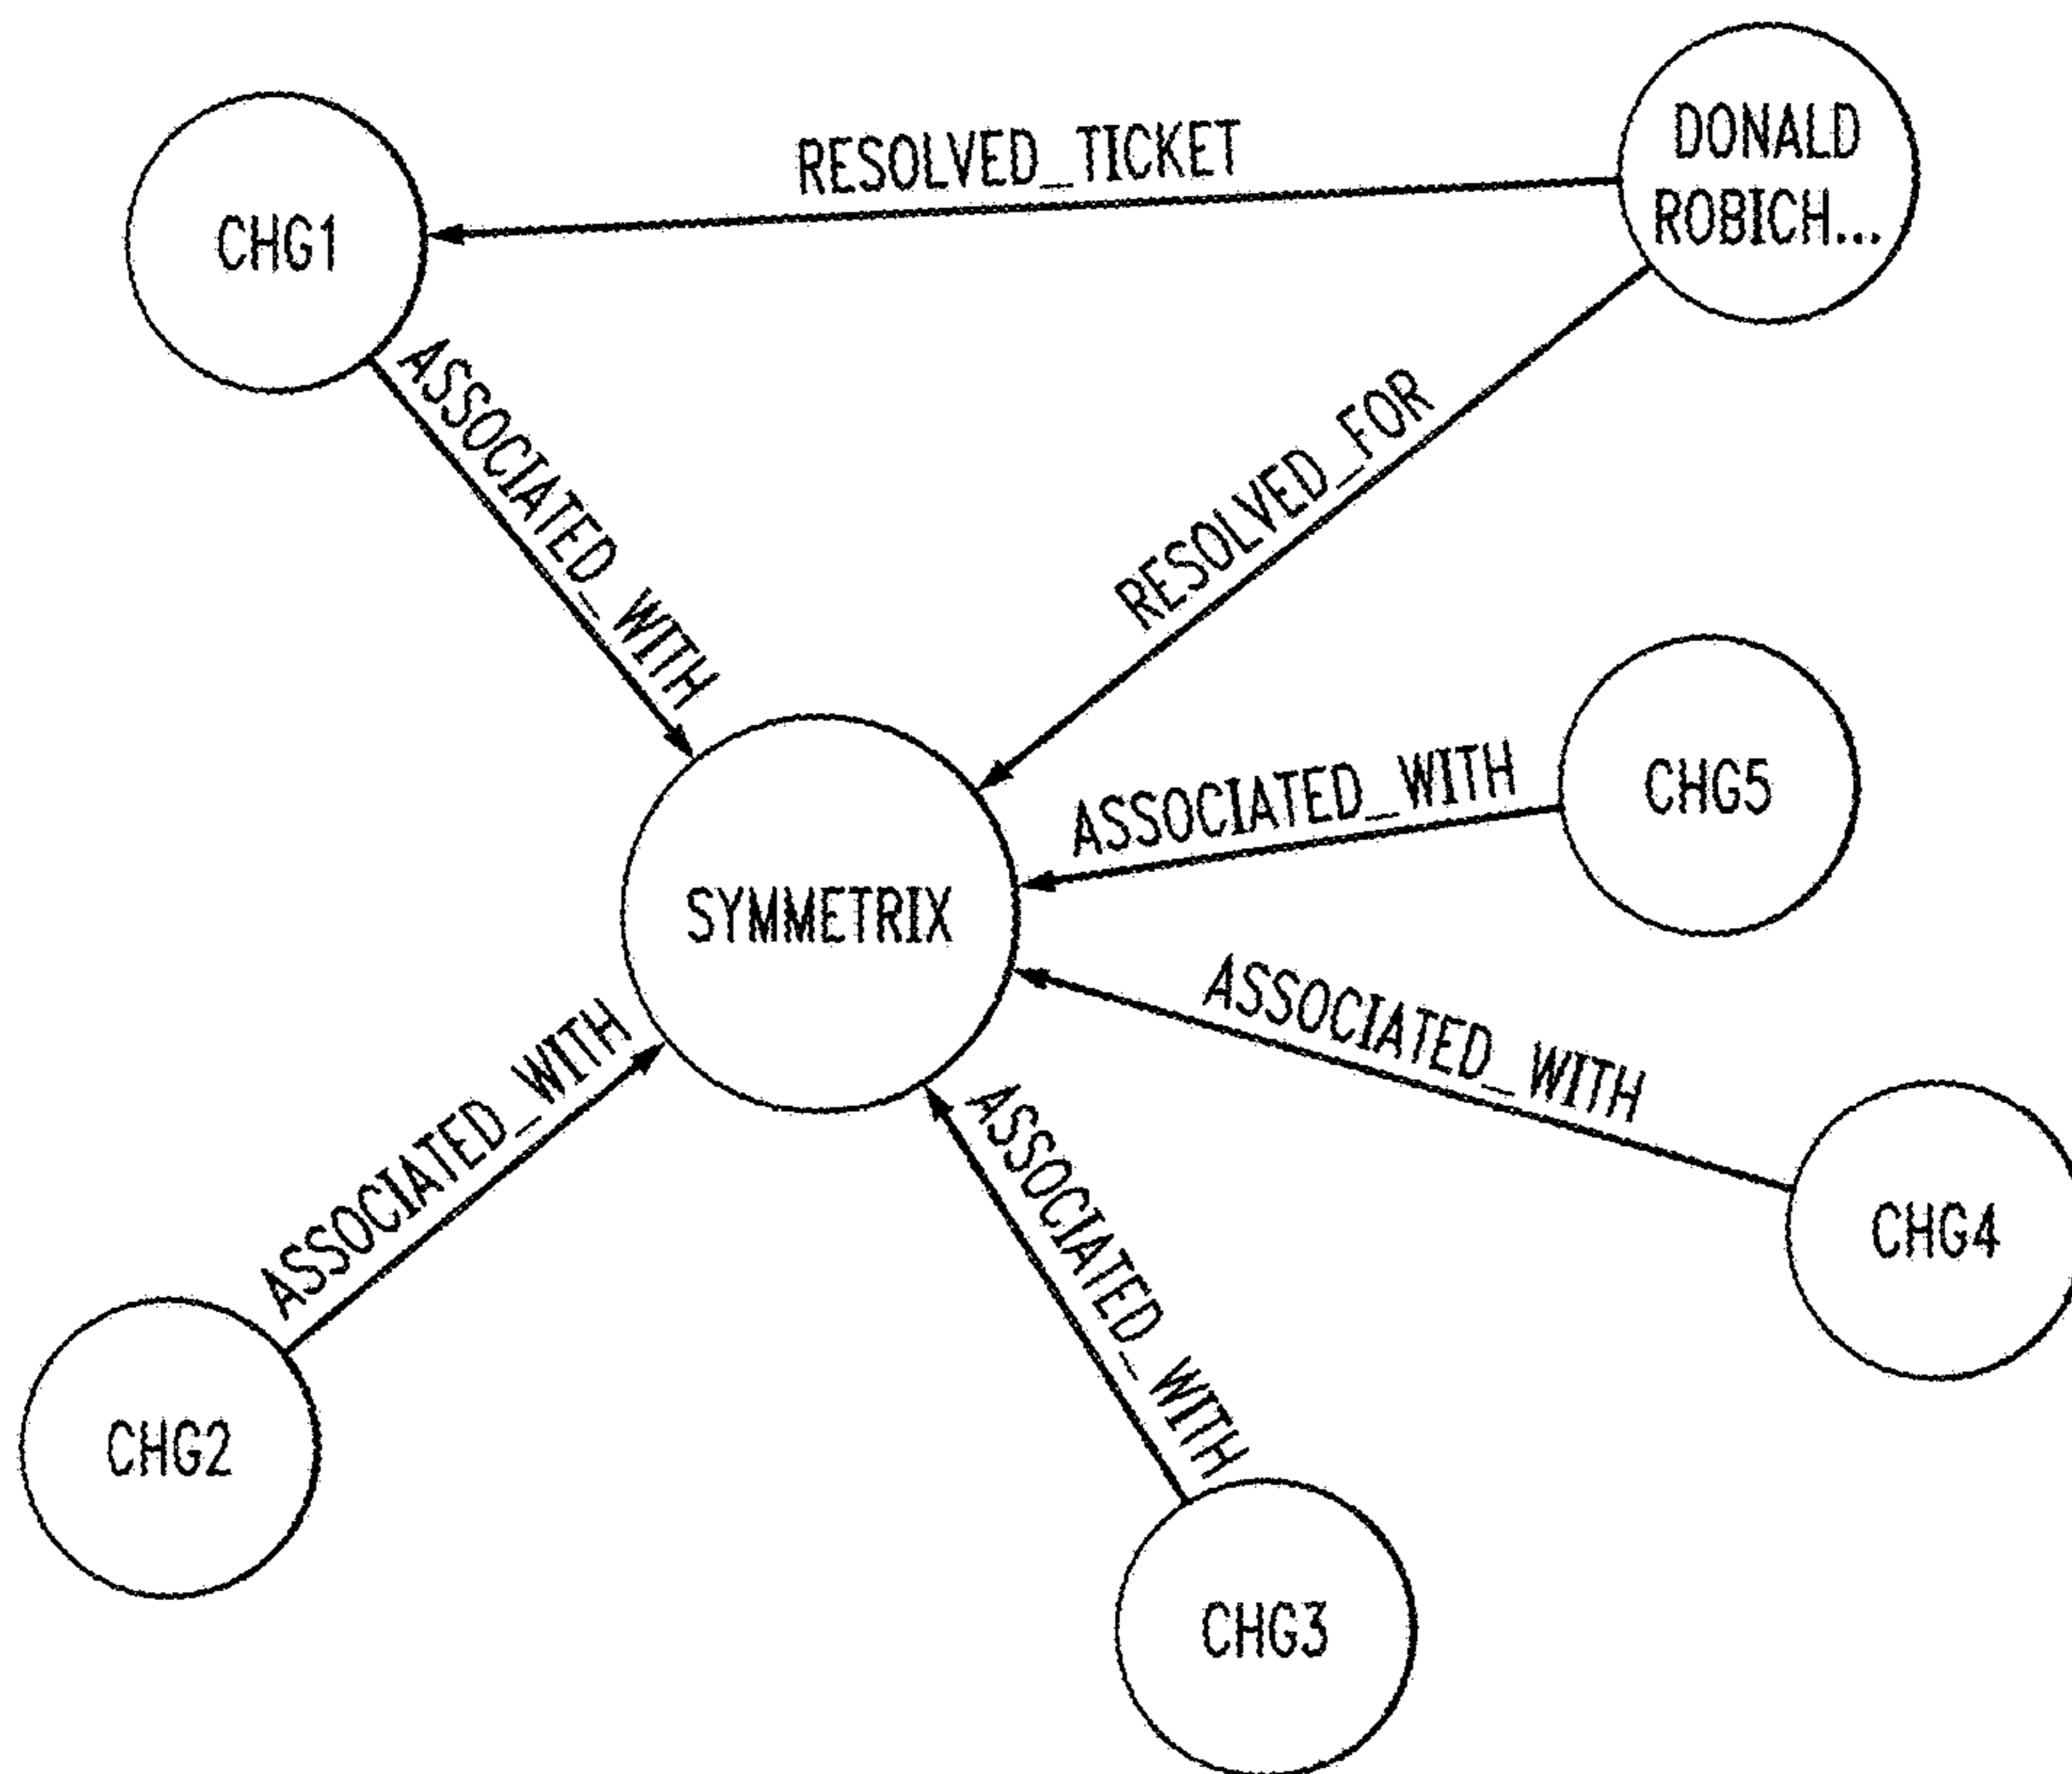 DONALD
ROBICH...
RESOLVED_TICKET
CHG1
ASSOCIATED_WITH
RESOLVED_FOR
ASSOCIATED_WITH
CHG5
SYMMETRIX
ASSOCIATED_WITH
ASSOCIATED_WITH
ASSOCIATED_WITH
CHG4
CHG2
CHG3